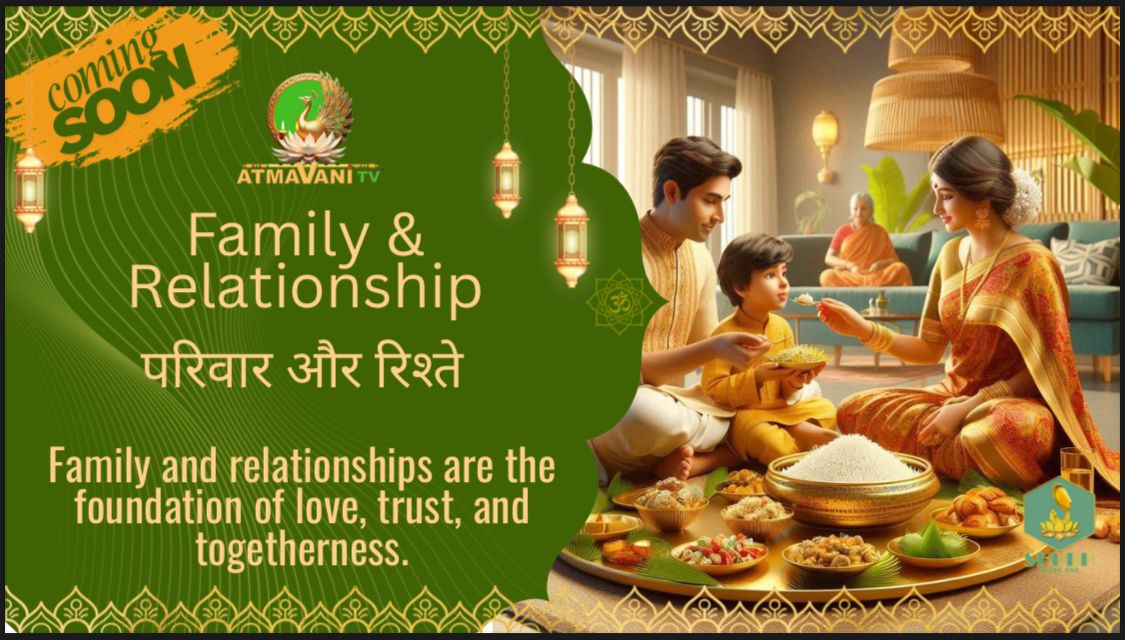 coming
SOON
ATMAVANI TV
Family &
Relationship
परिवार और रिश्ते
Family and relationships are the
foundation of love, trust, and
togetherness.